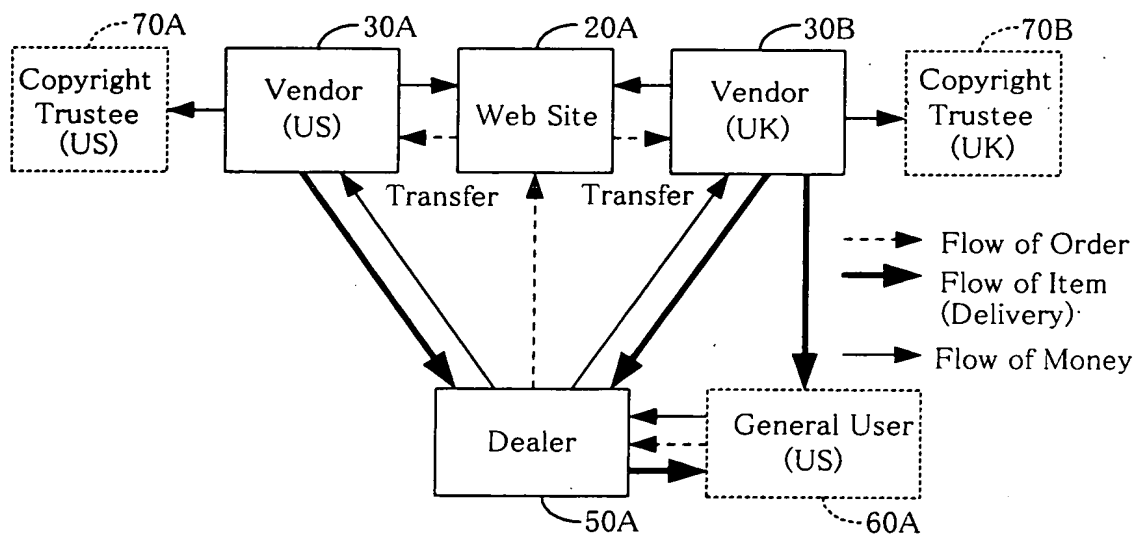 70A
30A
20A
30B
70B
Copyright
Trustee
(US)
Vendor
(US)
Web Site
Vendor
(UK)
Copyright
Trustee
(UK)
Transfer
Transfer
Flow of Order
Flow of Item
(Delivery)
Flow of Money
Dealer
General User
(US)
50A
60A